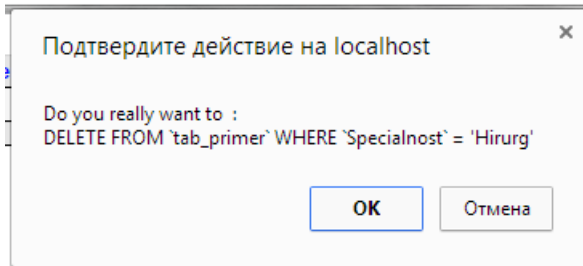 Подтвердите действие на localhost
×
Do you really want to :
DELETE FROM `tab_primer` WHERE `Specialnost` = 'Hirurg'
OK
Отмена